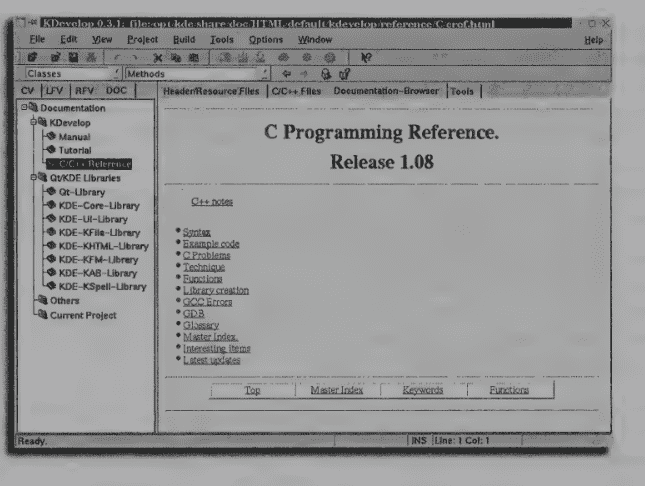 KDevelop 0.3.1: file:-opt-kde share-doc-HTML-default/kdevelop/reference/C
File Edit View Project Build Tools Options Window Help
Classes Methods
CV LFV RFV DOC Header/Resource Files C/C++ Files Documentation-Browser Tools
Documentation
KDevelop
Manual
Tutorial
C/C++ Reference
Qt/KDE Libraries
Qt-Library
KDE-Core-Library
KDE-UI-Library
KDE-KFile-Library
KDE-KHTML-Library
KDE-KFM-Library
KDE-KAB-Library
KDE-KSpell-Library
Others
Current Project
C Programming Reference.
Release 1.08
C++ notes
Syntax
Example code
C Problems
Technique
Functions
Library creation
GCC Errors
GDB
Glossary
Master Index.
Interesting items
Latest updates
Top Master Index Keywords Functions
Ready. INS Line: 1 Col: 1